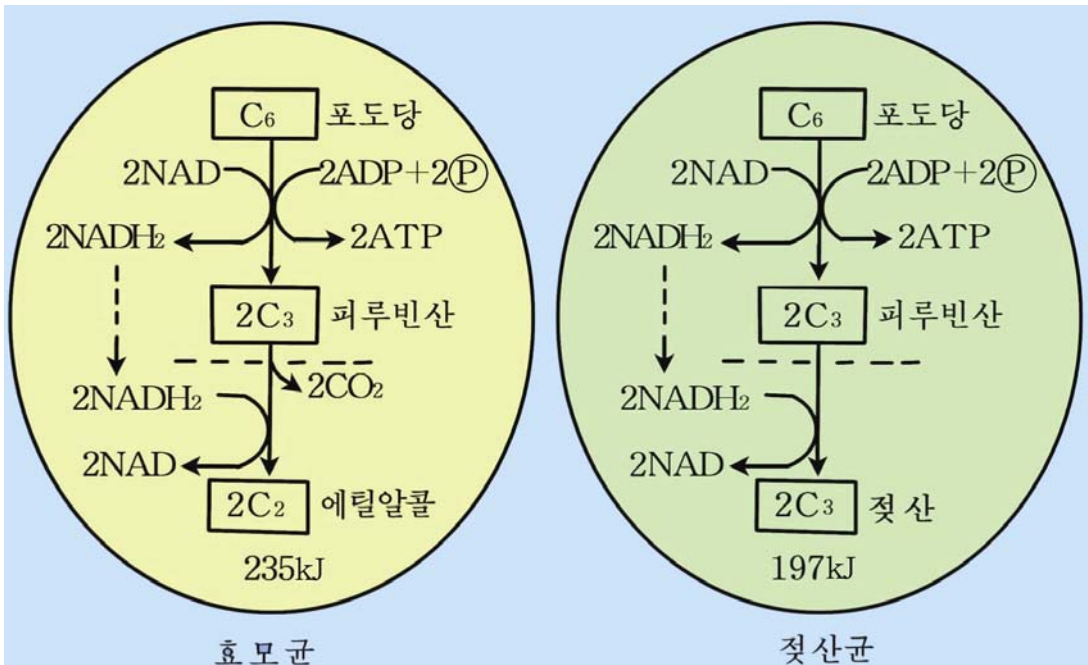 C₆ 포도당
2NAD 2ADP+2Ⓟ
2NADH₂ 2ATP
2C₃ 피루빈산
2CO₂
2NADH₂
2NAD
2C₂ 에틸알콜
235kJ
효모균
C₆ 포도당
2NAD 2ADP+2Ⓟ
2NADH₂ 2ATP
2C₃ 피루빈산
2NADH₂
2NAD
2C₃ 젖산
197kJ
젖산균